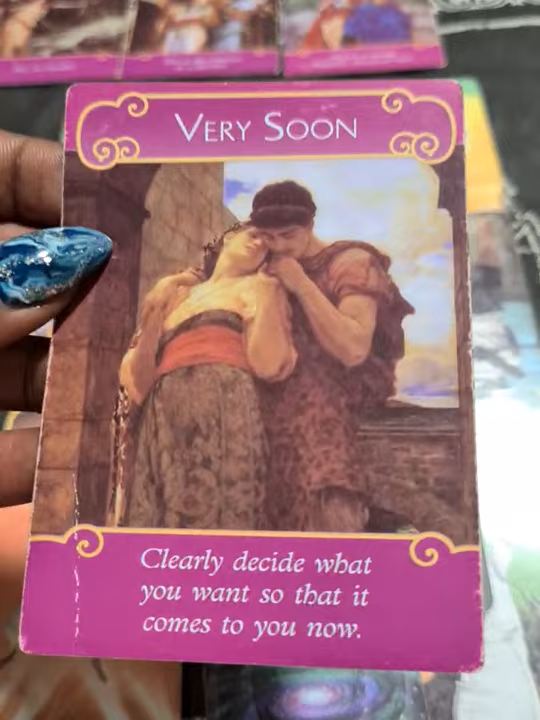 VERY SOON
Clearly decide what
you want so that it
comes to you now.